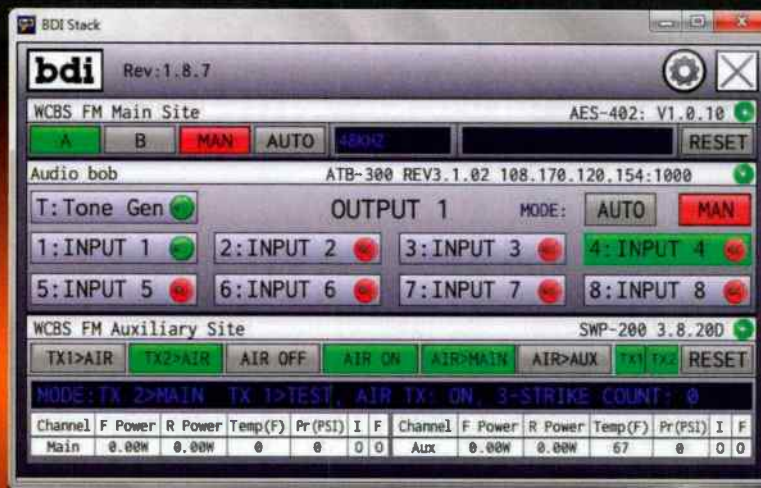 BDI Stack
bdi Rev:1.8.7
WCBS FM Main Site AES-402: V1.0.10
A B MAN AUTO 48KHZ RESET
Audio bob ATB-300 REV3.1.02 108.170.120.154:1000
T:Tone Gen OUTPUT 1 MODE: AUTO MAN
1:INPUT 1 2:INPUT 2 3:INPUT 3 4:INPUT 4
5:INPUT 5 6:INPUT 6 7:INPUT 7 8:INPUT 8
WCBS FM Auxiliary Site SWP-200 3.8.20D
TX1>AIR TX2>AIR AIR OFF AIR ON AIR>MAIN AIR>AUX TX1 TX2 RESET
MODE:TX 2>MAIN TX 1>TEST, AIR TX: ON, 3-STRIKE COUNT: 0
Channel F Power R Power Temp(F) Pr(PSI) I F Channel F Power R Power Temp(F) Pr(PSI) I F
Main 0.00W 0.00W 0 0 0 0 Aux 0.00W 0.00W 67 0 0 0